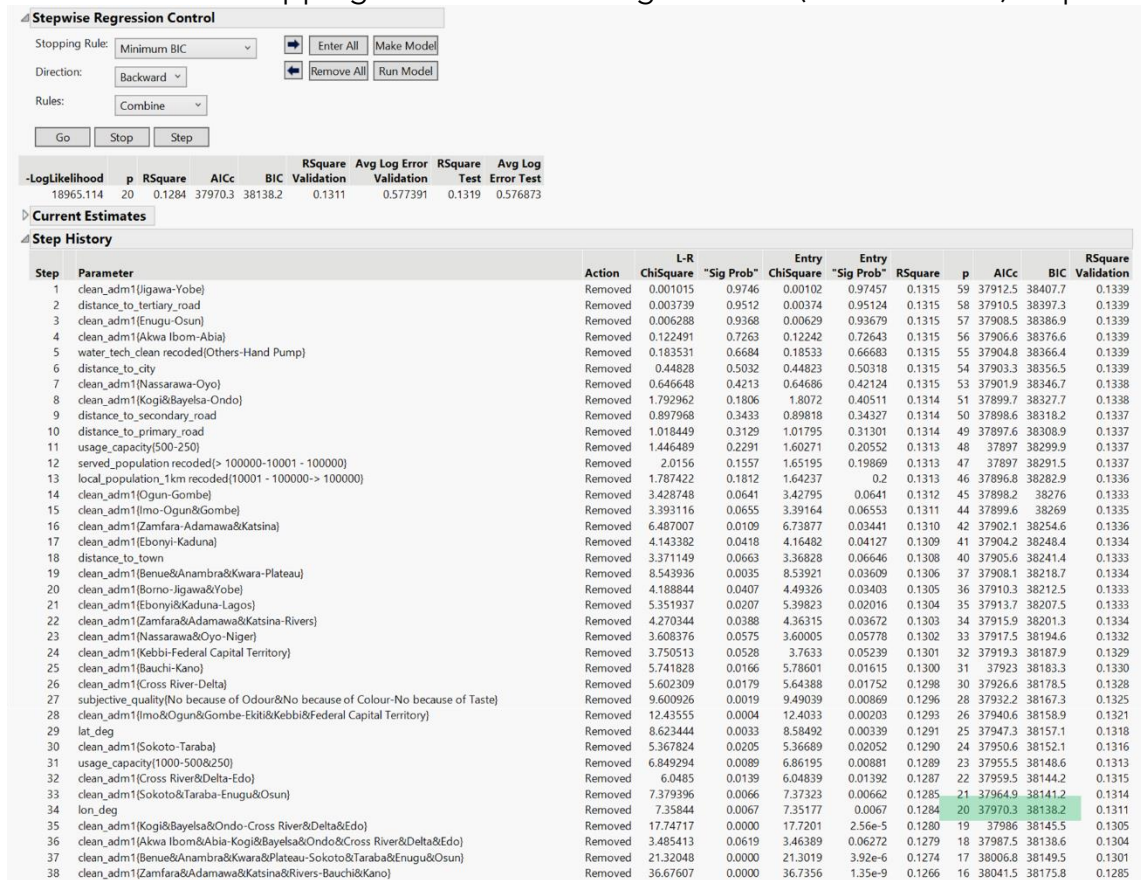 Stepwise Regression Control
Stopping Rule: Minimum BIC Enter All Make Model
Direction: Backward Remove All Run Model
Rules: Combine
Go Stop Step
RSquare Avg Log Error RSquare Avg Log
-LogLikelihood p RSquare AICc BIC Validation Validation Test Error Test
18965.114 20 0.1284 37970.3 38138.2 0.1311 0.577391 0.1319 0.576873
Current Estimates
Step History
L-R Entry Entry RSquare
Step Parameter Action ChiSquare "Sig Prob" ChiSquare "Sig Prob" RSquare p AICc BIC Validation
1 clean_adm1{Jigawa-Yobe} Removed 0.001015 0.9746 0.00102 0.97457 0.1315 59 37912.5 38407.7 0.1339
2 distance_to_tertiary_road Removed 0.003739 0.9512 0.00374 0.95124 0.1315 58 37910.5 38397.3 0.1339
3 clean_adm1{Enugu-Osun} Removed 0.006288 0.9368 0.00629 0.93679 0.1315 57 37908.5 38386.9 0.1339
4 clean_adm1{Akwa Ibom-Abia} Removed 0.122491 0.7263 0.12242 0.72643 0.1315 56 37906.6 38376.6 0.1339
5 water_tech_clean recoded{Others-Hand Pump} Removed 0.183531 0.6684 0.18533 0.66683 0.1315 55 37904.8 38366.4 0.1339
6 distance_to_city Removed 0.44828 0.5032 0.44823 0.50318 0.1315 54 37903.3 38356.5 0.1339
7 clean_adm1{Nassarawa-Oyo} Removed 0.646648 0.4213 0.64686 0.42124 0.1315 53 37901.9 38346.7 0.1338
8 clean_adm1{Kogi&Bayelsa-Ondo} Removed 1.792962 0.1806 1.8072 0.40511 0.1314 51 37899.7 38327.7 0.1338
9 distance_to_secondary_road Removed 0.897968 0.3433 0.89818 0.34327 0.1314 50 37898.6 38318.2 0.1337
10 distance_to_primary_road Removed 1.018449 0.3129 1.01795 0.31301 0.1314 49 37897.6 38308.9 0.1337
11 usage_capacity{500-250} Removed 1.446489 0.2291 1.60271 0.20552 0.1313 48 37897 38299.9 0.1337
12 served_population recoded{> 100000-10001 - 100000} Removed 2.0156 0.1557 1.65195 0.19869 0.1313 47 37897 38291.5 0.1337
13 local_population_1km recoded{10001 - 100000-> 100000} Removed 1.787422 0.1812 1.64237 0.2 0.1313 46 37896.8 38282.9 0.1336
14 clean_adm1{Ogun-Gombe} Removed 3.428748 0.0641 3.42795 0.0641 0.1312 45 37898.2 38276 0.1333
15 clean_adm1{Imo-Ogun&Gombe} Removed 3.393116 0.0655 3.39164 0.06553 0.1311 44 37899.6 38269 0.1335
16 clean_adm1{Zamfara-Adamawa&Katsina} Removed 6.487007 0.0109 6.73877 0.03441 0.1310 42 37902.1 38254.6 0.1336
17 clean_adm1{Ebonyi-Kaduna} Removed 4.143382 0.0418 4.16482 0.04127 0.1309 41 37904.2 38248.4 0.1334
18 distance_to_town Removed 3.371149 0.0663 3.36828 0.06646 0.1308 40 37905.6 38241.4 0.1333
19 clean_adm1{Benue&Anambra&Kwara-Plateau} Removed 8.543936 0.0035 8.53921 0.03609 0.1306 37 37908.1 38218.7 0.1334
20 clean_adm1{Borno-Jigawa&Yobe} Removed 4.188844 0.0407 4.49326 0.03403 0.1305 36 37910.3 38212.5 0.1333
21 clean_adm1{Ebonyi&Kaduna-Lagos} Removed 5.351937 0.0207 5.39823 0.02016 0.1304 35 37913.7 38207.5 0.1333
22 clean_adm1{Zamfara&Adamawa&Katsina-Rivers} Removed 4.270344 0.0388 4.36315 0.03672 0.1303 34 37915.9 38201.3 0.1334
23 clean_adm1{Nassarawa&Oyo-Niger} Removed 3.608376 0.0575 3.60005 0.05778 0.1302 33 37917.5 38194.6 0.1332
24 clean_adm1{Kebbi-Federal Capital Territory} Removed 3.750513 0.0528 3.7633 0.05239 0.1301 32 37919.3 38187.9 0.1329
25 clean_adm1{Bauchi-Kano} Removed 5.741828 0.0166 5.78601 0.01615 0.1300 31 37923 38183.3 0.1330
26 clean_adm1{Cross River-Delta} Removed 5.602309 0.0179 5.64388 0.01752 0.1298 30 37926.6 38178.5 0.1328
27 subjective_quality{No because of Odour&No because of Colour-No because of Taste} Removed 9.600926 0.0019 9.49039 0.00869 0.1296 28 37932.2 38167.3 0.1325
28 clean_adm1{Imo&Ogun&Gombe-Ekiti&Kebbi&Federal Capital Territory} Removed 12.43555 0.0004 12.4033 0.00203 0.1293 26 37940.6 38158.9 0.1321
29 lat_deg Removed 8.623444 0.0033 8.58492 0.00339 0.1291 25 37947.3 38157.1 0.1318
30 clean_adm1{Sokoto-Taraba} Removed 5.367824 0.0205 5.36689 0.02052 0.1290 24 37950.6 38152.1 0.1316
31 usage_capacity{1000-500&250} Removed 6.849294 0.0089 6.86195 0.00881 0.1289 23 37955.5 38148.6 0.1313
32 clean_adm1{Cross River&Delta-Edo} Removed 6.0485 0.0139 6.04839 0.01392 0.1287 22 37959.5 38144.2 0.1315
33 clean_adm1{Sokoto&Taraba-Enugu&Osun} Removed 7.379396 0.0066 7.37323 0.00662 0.1285 21 37964.9 38141.2 0.1314
34 lon_deg Removed 7.35844 0.0067 7.35177 0.0067 0.1284 20 37970.3 38138.2 0.1311
35 clean_adm1{Kogi&Bayelsa&Ondo-Cross River&Delta&Edo} Removed 17.74717 0.0000 17.7201 2.56e-5 0.1280 19 37986 38145.5 0.1305
36 clean_adm1{Akwa Ibom&Abia-Kogi&Bayelsa&Ondo&Cross River&Delta&Edo} Removed 3.485413 0.0619 3.46389 0.06272 0.1279 18 37987.5 38138.6 0.1304
37 clean_adm1{Benue&Anambra&Kwara&Plateau-Sokoto&Taraba&Enugu&Osun} Removed 21.32048 0.0000 21.3019 3.92e-6 0.1274 17 38006.8 38149.5 0.1301
38 clean_adm1{Zamfara&Adamawa&Katsina&Rivers-Bauchi&Kano} Removed 36.67607 0.0000 36.7356 1.35e-9 0.1266 16 38041.5 38175.8 0.1285